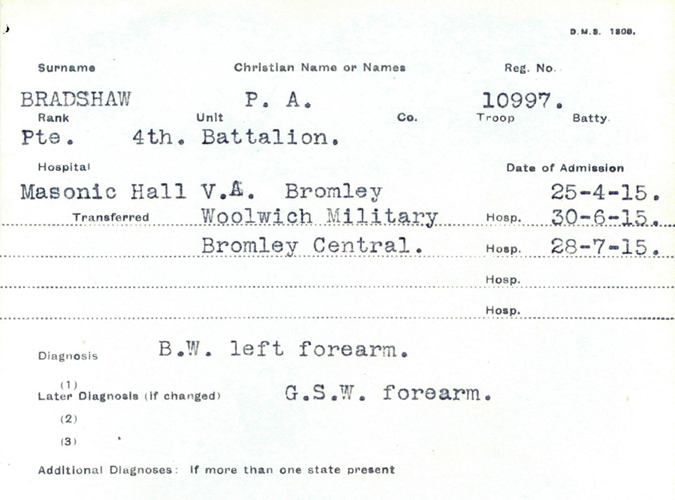 D.M.S. 1808.
Surname Christian Name or Names Reg. No.
BRADSHAW P. A. 10997.
Rank Unit Co. Troop Batty.
Pte. 4th. Battalion.
Hospital Date of Admission
Masonic Hall V.A. Bromley 25-4-15.
Transferred Woolwich Military Hosp. 30-6-15.
Bromley Central. Hosp. 28-7-15.
Hosp.
Hosp.
Diagnosis B.W. left forearm.
(1)
Later Diagnosis (if changed) G.S.W. forearm.
(2)
(3)
Additional Diagnoses: If more than one state present